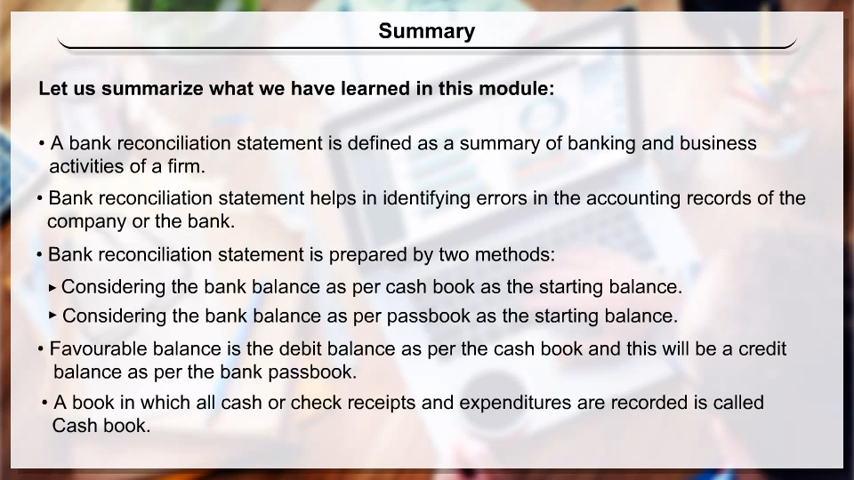 Summary
Let us summarize what we have learned in this module:
• A bank reconciliation statement is defined as a summary of banking and business
activities of a firm.
• Bank reconciliation statement helps in identifying errors in the accounting records of the
company or the bank.
• Bank reconciliation statement is prepared by two methods:
▸ Considering the bank balance as per cash book as the starting balance.
▸ Considering the bank balance as per passbook as the starting balance.
• Favourable balance is the debit balance as per the cash book and this will be a credit
balance as per the bank passbook.
• A book in which all cash or check receipts and expenditures are recorded is called
Cash book.